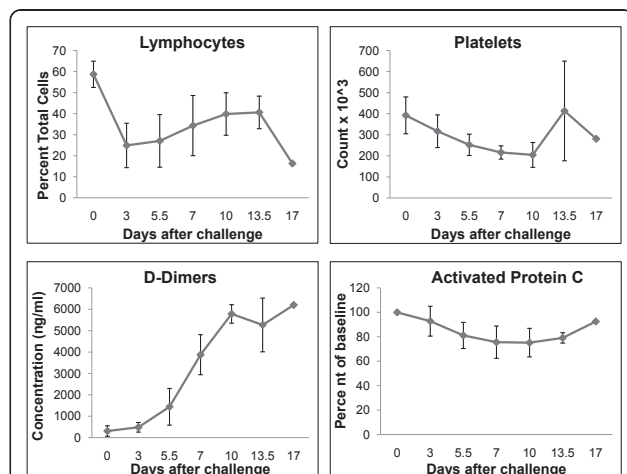 Lymphocytes
70
60
50
40
30
20
10
0
Percent Total Cells
0 3 5.5 7 10 13.5 17
Days after challenge
Platelets
700
600
500
400
300
200
100
0
Count x 10^3
0 3 5.5 7 10 13.5 17
Days after challenge
D-Dimers
7000
6000
5000
4000
3000
2000
1000
0
Concentration (ng/ml)
0 3 5.5 7 10 13.5 17
Days after challenge
Activated Protein C
120
100
80
60
40
20
0
Perce nt of baseline
0 3 5.5 7 10 13.5 17
Days after challenge